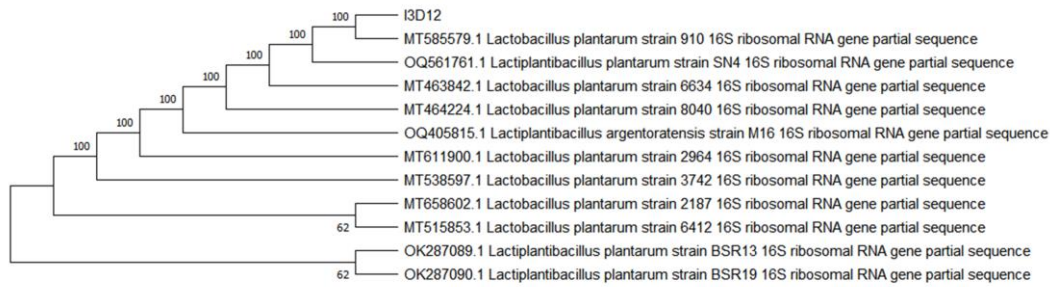 100
I3D12
100
MT585579.1 Lactobacillus plantarum strain 910 16S ribosomal RNA gene partial sequence
100
OQ561761.1 Lactiplantibacillus plantarum strain SN4 16S ribosomal RNA gene partial sequence
100
MT463842.1 Lactobacillus plantarum strain 6634 16S ribosomal RNA gene partial sequence
100
MT464224.1 Lactobacillus plantarum strain 8040 16S ribosomal RNA gene partial sequence
100
OQ405815.1 Lactiplantibacillus argentoratensis strain M16 16S ribosomal RNA gene partial sequence
100
MT611900.1 Lactobacillus plantarum strain 2964 16S ribosomal RNA gene partial sequence
MT538597.1 Lactobacillus plantarum strain 3742 16S ribosomal RNA gene partial sequence
MT658602.1 Lactobacillus plantarum strain 2187 16S ribosomal RNA gene partial sequence
62
MT515853.1 Lactobacillus plantarum strain 6412 16S ribosomal RNA gene partial sequence
OK287089.1 Lactiplantibacillus plantarum strain BSR13 16S ribosomal RNA gene partial sequence
62
OK287090.1 Lactiplantibacillus plantarum strain BSR19 16S ribosomal RNA gene partial sequence